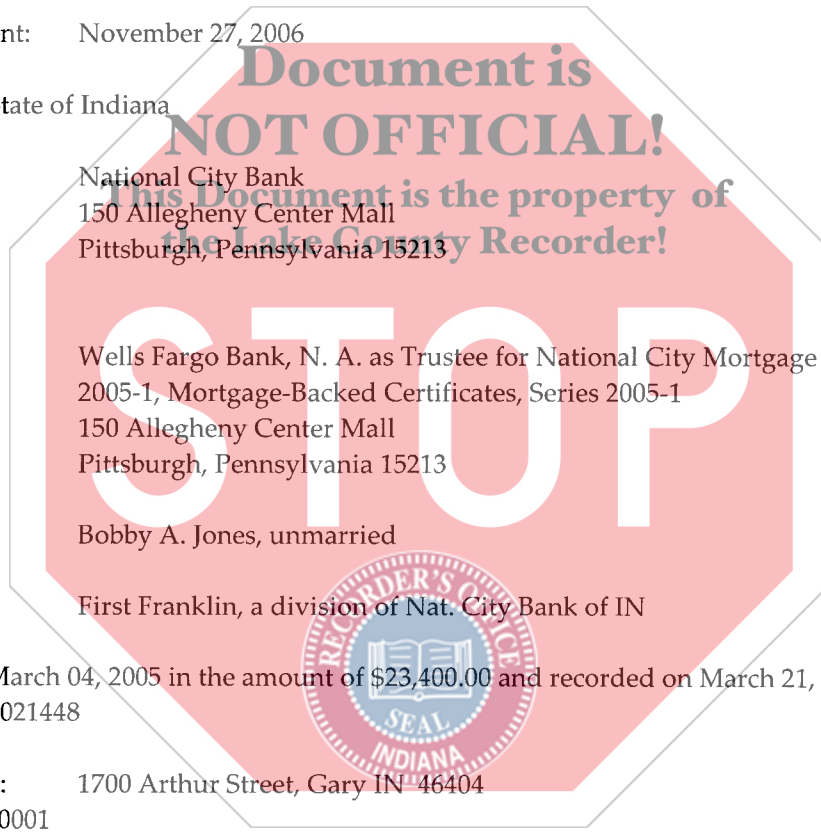 nt: November 27, 2006
Document is
tate of Indiana
NOT OFFICIAL!
National City Bank
This Document is the property of
150 Allegheny Center Mall
the Lake County Recorder!
Pittsburgh, Pennsylvania 15213
STOP
Wells Fargo Bank, N. A. as Trustee for National City Mortgage
2005-1, Mortgage-Backed Certificates, Series 2005-1
150 Allegheny Center Mall
Pittsburgh, Pennsylvania 15213
Bobby A. Jones, unmarried
First Franklin, a division of Nat. City Bank of IN
RECORDER'S OFFICE
March 04, 2005 in the amount of $23,400.00 and recorded on March 21,
021448
SEAL
INDIANA
: 1700 Arthur Street, Gary IN 46404
0001